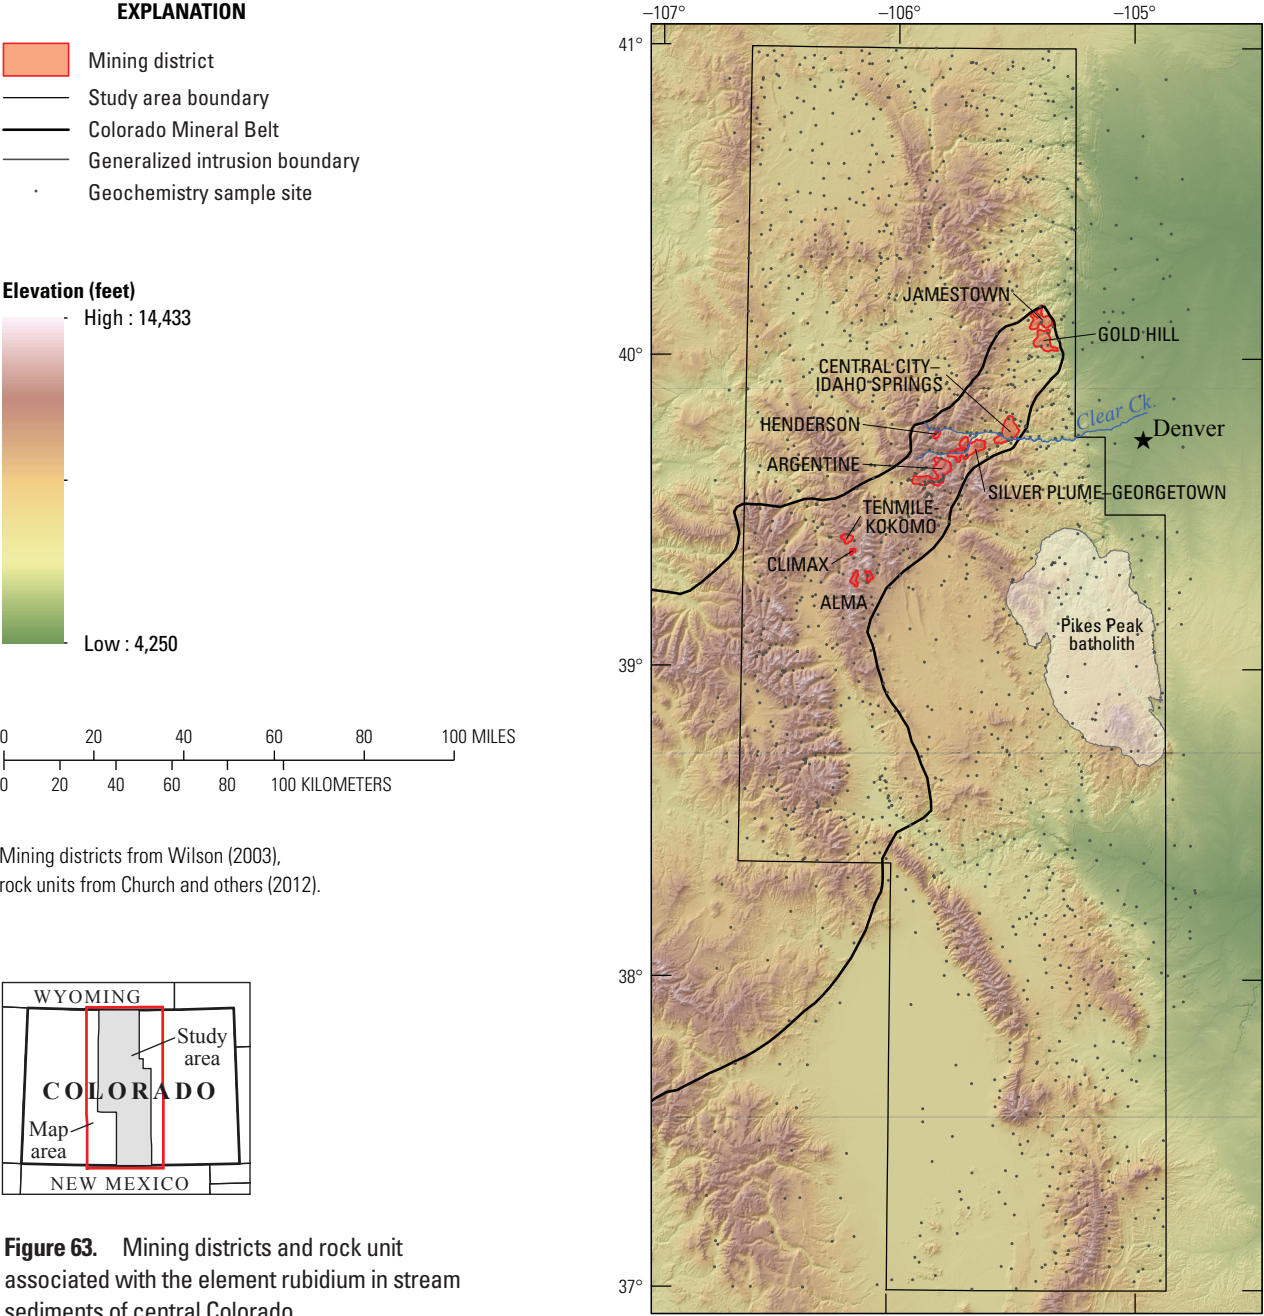 EXPLANATION
Mining district
Study area boundary
Colorado Mineral Belt
Generalized intrusion boundary
Geochemistry sample site
Elevation (feet)
High : 14,433
Low : 4,250
0 20 40 60 80 100 MILES
0 20 40 60 80 100 KILOMETERS
Mining districts from Wilson (2003),
rock units from Church and others (2012).
WYOMING
Study
area
COLORADO
Map
area
NEW MEXICO
Figure 63. Mining districts and rock unit
associated with the element rubidium in stream
sediments of central Colorado
–107° –106° –105°
41°
40°
39°
38°
37°
JAMESTOWN
GOLD HILL
CENTRAL CITY–
IDAHO SPRINGS
Clear Ck.
HENDERSON
Denver
ARGENTINE
SILVER PLUME–GEORGETOWN
TENMILE-
KOKOMO
CLIMAX
ALMA
Pikes Peak
batholith